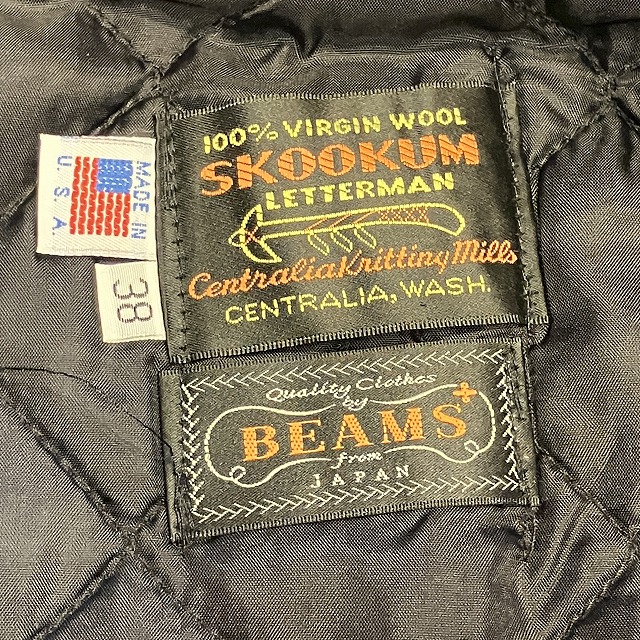 100% VIRGIN WOOL
SKOOKUM
LETTERMAN
Centralia Knitting Mills
CENTRALIA, WASH.
MADE IN
U.S.A
38
Quality Clothes
by
BEAMS+
from
JAPAN